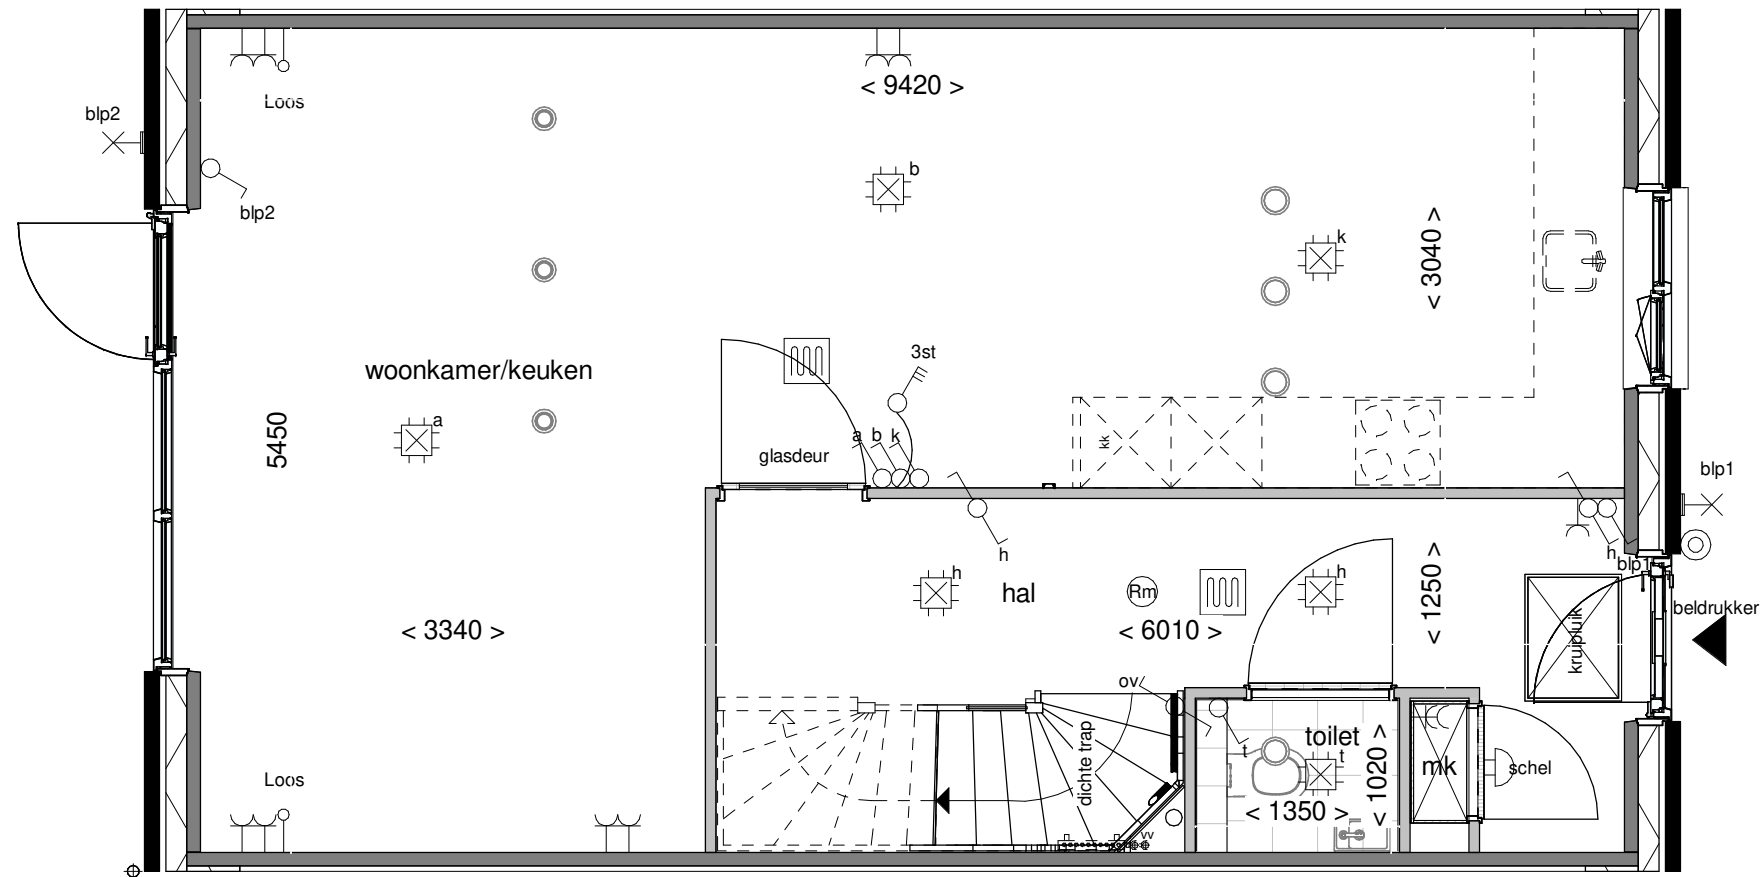 Loos
< 9420 >
blp2
blp2
b
k
< 3040 >
3st
woonkamer/keuken
a
5450
glasdeur
a b k
kk
blp1
h
h
blp1
h
hal
Rm
h
< 1250 >
kruipluik
beldrukker
< 3340 >
< 6010 >
ov
dichte trap
t
toilet
t
< 1020 >
mk
schel
Loos
< 1350 >
vv